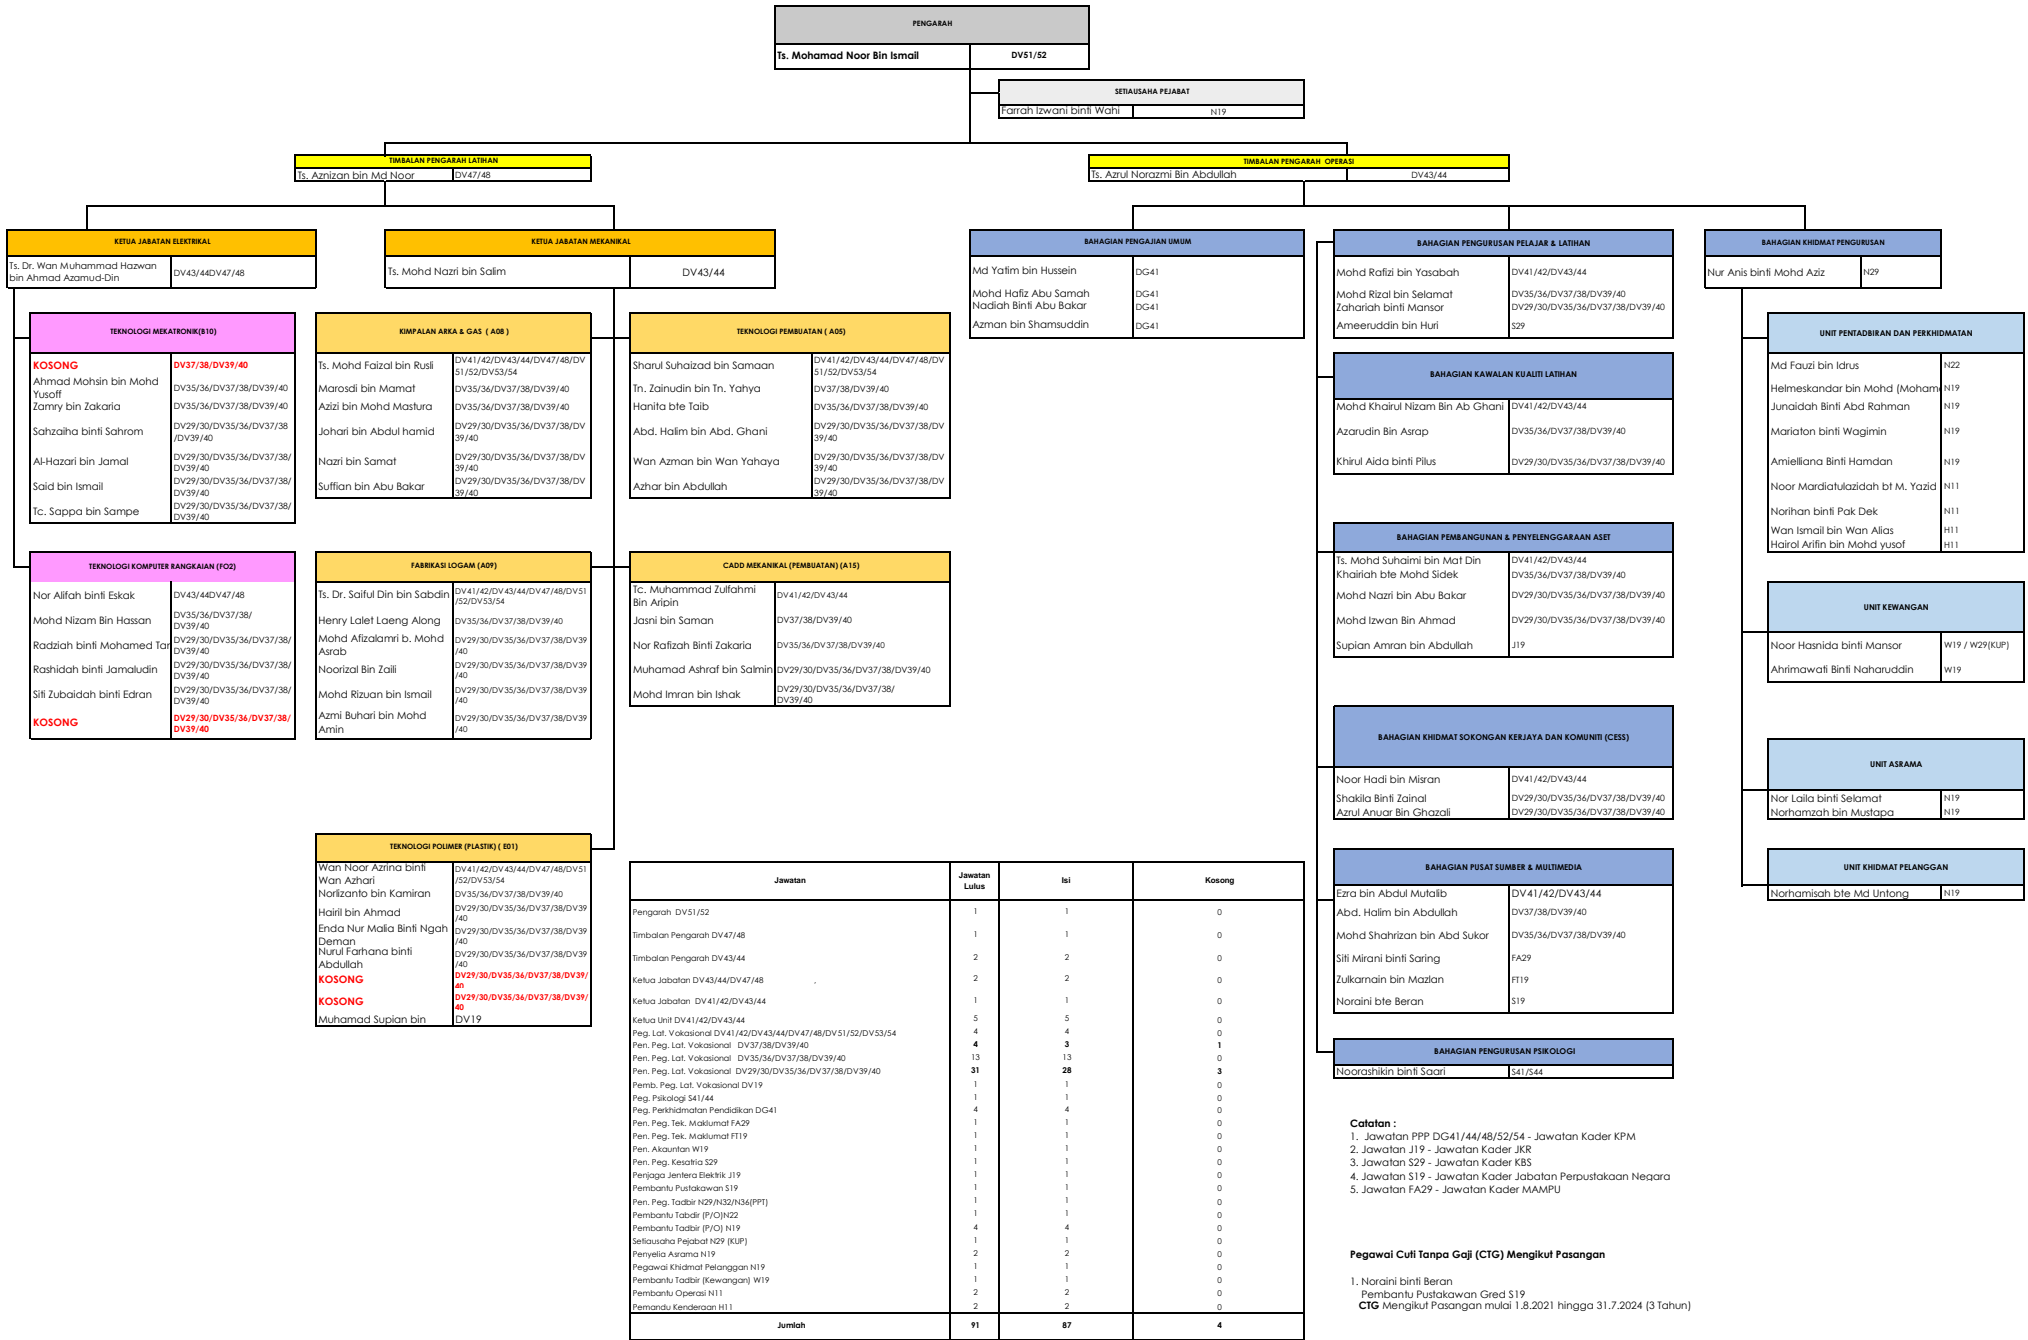 PENGARAH
Ts. Mohamad Noor Bin Ismail DV51/52
SETIAUSAHA PEJABAT
Farrah Izwani binti Wahi N19
TIMBALAN PENGARAH LATIHAN
Ts. Aznizan bin Md Noor DV47/48
TIMBALAN PENGARAH OPERASI
Ts. Azrul Norazmi Bin Abdullah DV43/44
KETUA JABATAN ELEKTRIKAL
Ts. Dr. Wan Muhammad Hazwan
bin Ahmad Azamud-Din DV43/44DV47/48
KETUA JABATAN MEKANIKAL
Ts. Mohd Nazri bin Salim DV43/44
TEKNOLOGI MEKATRONIK(B10)
KOSONG DV37/38/DV39/40
Ahmad Mohsin bin Mohd
Yusoff DV35/36/DV37/38/DV39/40
Zamry bin Zakaria DV35/36/DV37/38/DV39/40
Sahzaiha binti Sahrom DV29/30/DV35/36/DV37/38
/DV39/40
Al-Hazari bin Jamal DV29/30/DV35/36/DV37/38/
DV39/40
Said bin Ismail DV29/30/DV35/36/DV37/38/
DV39/40
Tc. Sappa bin Sampe DV29/30/DV35/36/DV37/38/
DV39/40
TEKNOLOGI KOMPUTER RANGKAIAN (FO2)
Nor Alifah binti Eskak DV43/44DV47/48
Mohd Nizam Bin Hassan DV35/36/DV37/38/
DV39/40
Radziah binti Mohamed Tar DV29/30/DV35/36/DV37/38/
DV39/40
Rashidah binti Jamaludin DV29/30/DV35/36/DV37/38/
DV39/40
Siti Zubaidah binti Edran DV29/30/DV35/36/DV37/38/
DV39/40
KOSONG DV29/30/DV35/36/DV37/38/
DV39/40
KIMPALAN ARKA & GAS ( A08 )
Ts. Mohd Faizal bin Rusli DV41/42/DV43/44/DV47/48/DV
51/52/DV53/54
Marosdi bin Mamat DV35/36/DV37/38/DV39/40
Azizi bin Mohd Mastura DV35/36/DV37/38/DV39/40
Johari bin Abdul hamid DV29/30/DV35/36/DV37/38/DV
39/40
Nazri bin Samat DV29/30/DV35/36/DV37/38/DV
39/40
Suffian bin Abu Bakar DV29/30/DV35/36/DV37/38/DV
39/40
TEKNOLOGI PEMBUATAN ( A05)
Sharul Suhaizad bin Samaan DV41/42/DV43/44/DV47/48/DV
51/52/DV53/54
Tn. Zainudin bin Tn. Yahya DV37/38/DV39/40
Hanita bte Taib DV35/36/DV37/38/DV39/40
Abd. Halim bin Abd. Ghani DV29/30/DV35/36/DV37/38/DV
39/40
Wan Azman bin Wan Yahaya DV29/30/DV35/36/DV37/38/DV
39/40
Azhar bin Abdullah DV29/30/DV35/36/DV37/38/DV
39/40
FABRIKASI LOGAM (A09)
Ts. Dr. Saiful Din bin Sabdin DV41/42/DV43/44/DV47/48/DV51
/52/DV53/54
Henry Lalet Laeng Along DV35/36/DV37/38/DV39/40
Mohd Afizalamri b. Mohd
Asrab DV29/30/DV35/36/DV37/38/DV39
/40
Noorizal Bin Zaili DV29/30/DV35/36/DV37/38/DV39
/40
Mohd Rizuan bin Ismail DV29/30/DV35/36/DV37/38/DV39
/40
Azmi Buhari bin Mohd
Amin DV29/30/DV35/36/DV37/38/DV39
/40
CADD MEKANIKAL (PEMBUATAN) (A15)
Tc. Muhammad Zulfahmi
Bin Aripin DV41/42/DV43/44
Jasni bin Saman DV37/38/DV39/40
Nor Rafizah Binti Zakaria DV35/36/DV37/38/DV39/40
Muhamad Ashraf bin Salmin DV29/30/DV35/36/DV37/38/DV39/40
Mohd Imran bin Ishak DV29/30/DV35/36/DV37/38/
DV39/40
TEKNOLOGI POLIMER (PLASTIK) ( E01)
Wan Noor Azrina binti
Wan Azhari DV41/42/DV43/44/DV47/48/DV51
/52/DV53/54
Norlizanto bin Kamiran DV35/36/DV37/38/DV39/40
Hairil bin Ahmad DV29/30/DV35/36/DV37/38/DV39
/40
Enda Nur Malia Binti Ngah
Deman DV29/30/DV35/36/DV37/38/DV39
/40
Nurul Farhana binti
Abdullah DV29/30/DV35/36/DV37/38/DV39
/40
KOSONG DV29/30/DV35/36/DV37/38/DV39/
40
KOSONG DV29/30/DV35/36/DV37/38/DV39/
40
Muhamad Supian bin DV19
BAHAGIAN PENGAJIAN UMUM
Md Yatim bin Hussein DG41
Mohd Hafiz Abu Samah DG41
Nadiah Binti Abu Bakar DG41
Azman bin Shamsuddin DG41
BAHAGIAN PENGURUSAN PELAJAR & LATIHAN
Mohd Rafizi bin Yasabah DV41/42/DV43/44
Mohd Rizal bin Selamat DV35/36/DV37/38/DV39/40
Zahariah binti Mansor DV29/30/DV35/36/DV37/38/DV39/40
Ameeruddin bin Huri S29
BAHAGIAN KAWALAN KUALITI LATIHAN
Mohd Khairul Nizam Bin Ab Ghani DV41/42/DV43/44
Azarudin Bin Asrap DV35/36/DV37/38/DV39/40
Khirul Aida binti Pilus DV29/30/DV35/36/DV37/38/DV39/40
BAHAGIAN PEMBANGUNAN & PENYELENGGARAAN ASET
Ts. Mohd Suhaimi bin Mat Din DV41/42/DV43/44
Khairiah bte Mohd Sidek DV35/36/DV37/38/DV39/40
Mohd Nazri bin Abu Bakar DV29/30/DV35/36/DV37/38/DV39/40
Mohd Izwan Bin Ahmad DV29/30/DV35/36/DV37/38/DV39/40
Supian Amran bin Abdullah J19
BAHAGIAN KHIDMAT SOKONGAN KERJAYA DAN KOMUNITI (CESS)
Noor Hadi bin Misran DV41/42/DV43/44
Shakila Binti Zainal DV29/30/DV35/36/DV37/38/DV39/40
Azrul Anuar Bin Ghazali DV29/30/DV35/36/DV37/38/DV39/40
BAHAGIAN PUSAT SUMBER & MULTIMEDIA
Ezra bin Abdul Mutalib DV41/42/DV43/44
Abd. Halim bin Abdullah DV37/38/DV39/40
Mohd Shahrizan bin Abd Sukor DV35/36/DV37/38/DV39/40
Siti Mirani binti Saring FA29
Zulkarnain bin Mazlan FT19
Noraini bte Beran S19
BAHAGIAN PENGURUSAN PSIKOLOGI
Noorashikin binti Saari S41/S44
BAHAGIAN KHIDMAT PENGURUSAN
Nur Anis binti Mohd Aziz N29
UNIT PENTADBIRAN DAN PERKHIDMATAN
Md Fauzi bin Idrus N22
Helmeskandar bin Mohd (Moham N19
Junaidah Binti Abd Rahman N19
Mariaton binti Wagimin N19
Amielliana Binti Hamdan N19
Noor Mardiatulazidah bt M. Yazid N11
Norihan binti Pak Dek N11
Wan Ismail bin Wan Alias H11
Hairol Arifin bin Mohd yusof H11
UNIT KEWANGAN
Noor Hasnida binti Mansor W19 / W29(KUP)
Ahrimawati Binti Naharuddin W19
UNIT ASRAMA
Nor Laila binti Selamat N19
Norhamzah bin Mustapa N19
UNIT KHIDMAT PELANGGAN
Norhamisah bte Md Untong N19
Jawatan Jawatan Lulus Isi Kosong
Pengarah DV51/52 1 1 0
Timbalan Pengarah DV47/48 1 1 0
Timbalan Pengarah DV43/44 2 2 0
Ketua Jabatan DV43/44/DV47/48 . 2 2 0
Ketua Jabatan DV41/42/DV43/44 1 1 0
Ketua Unit DV41/42/DV43/44 5 5 0
Peg. Lat. Vokasional DV41/42/DV43/44/DV47/48/DV51/52/DV53/54 4 4 0
Pen. Peg. Lat. Vokasional DV37/38/DV39/40 4 3 1
Pen. Peg. Lat. Vokasional DV35/36/DV37/38/DV39/40 13 13 0
Pen. Peg. Lat. Vokasional DV29/30/DV35/36/DV37/38/DV39/40 31 28 3
Pemb. Peg. Lat. Vokasional DV19 1 1 0
Peg. Psikologi S41/44 1 1 0
Peg. Perkhidmatan Pendidikan DG41 4 4 0
Pen. Peg. Tek. Maklumat FA29 1 1 0
Pen. Peg. Tek. Maklumat FT19 1 1 0
Pen. Akauntan W19 1 1 0
Pen. Peg. Kesatria S29 1 1 0
Penjaga Jentera Elektrik J19 1 1 0
Pembantu Pustakawan S19 1 1 0
Pen. Peg. Tadbir N29/N32/N36(PPT) 1 1 0
Pembantu Tabdir (P/O)N22 1 1 0
Pembantu Tadbir (P/O) N19 4 4 0
Setiausaha Pejabat N29 (KUP) 1 1 0
Penyelia Asrama N19 2 2 0
Pegawai Khidmat Pelanggan N19 1 1 0
Pembantu Tadbir (Kewangan) W19 1 1 0
Pembantu Operasi N11 2 2 0
Pemandu Kenderaan H11 2 2 0
Jumlah 91 87 4
Catatan :
1. Jawatan PPP DG41/44/48/52/54 - Jawatan Kader KPM
2. Jawatan J19 - Jawatan Kader JKR
3. Jawatan S29 - Jawatan Kader KBS
4. Jawatan S19 - Jawatan Kader Jabatan Perpustakaan Negara
5. Jawatan FA29 - Jawatan Kader MAMPU
Pegawai Cuti Tanpa Gaji (CTG) Mengikut Pasangan
1. Noraini binti Beran
Pembantu Pustakawan Gred S19
CTG Mengikut Pasangan mulai 1.8.2021 hingga 31.7.2024 (3 Tahun)